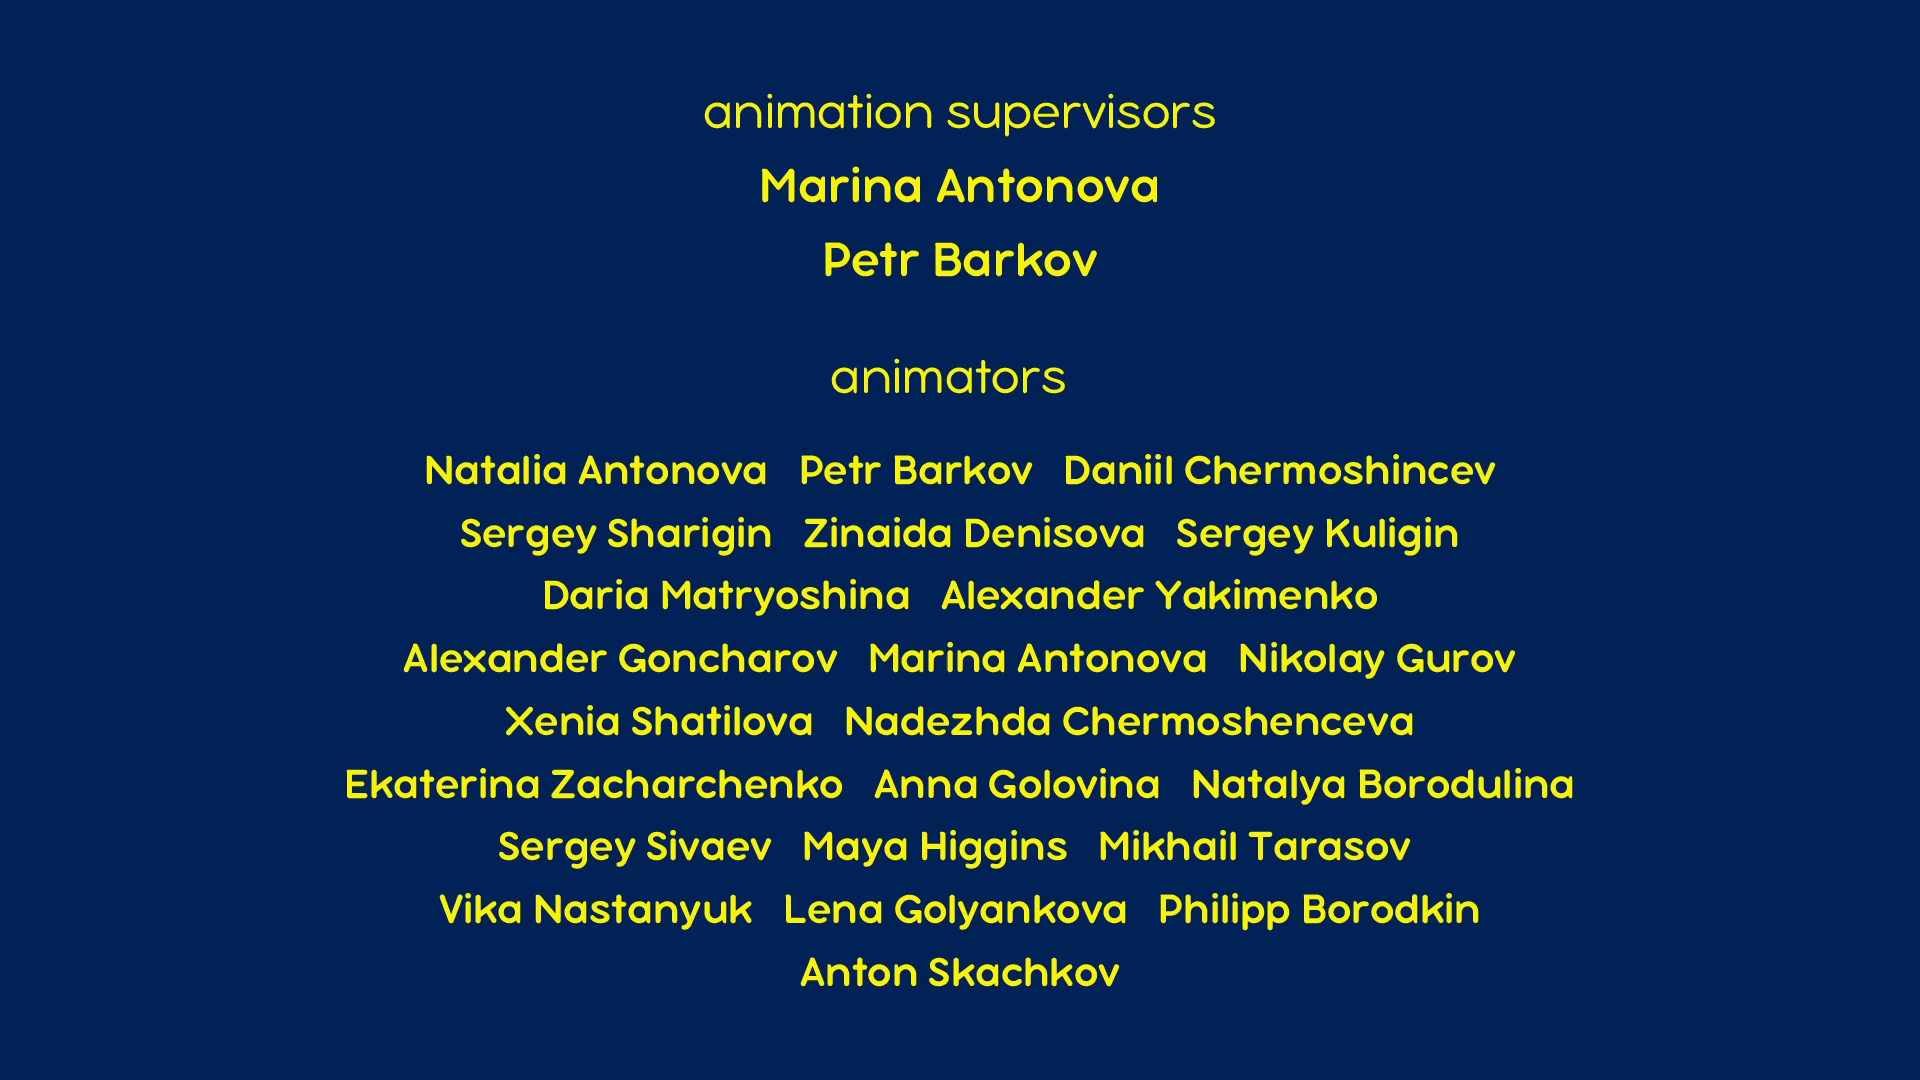 animation supervisors
Marina Antonova
Petr Barkov
animators
Natalia Antonova Petr Barkov Daniil Chermoshincev
Sergey Sharigin Zinaida Denisova Sergey Kuligin
Daria Matryoshina Alexander Yakimenko
Alexander Goncharov Marina Antonova Nikolay Gurov
Xenia Shatilova Nadezhda Chermoshenceva
Ekaterina Zacharchenko Anna Golovina Natalya Borodulina
Sergey Sivaev Maya Higgins Mikhail Tarasov
Vika Nastanyuk Lena Golyankova Philipp Borodkin
Anton Skachkov